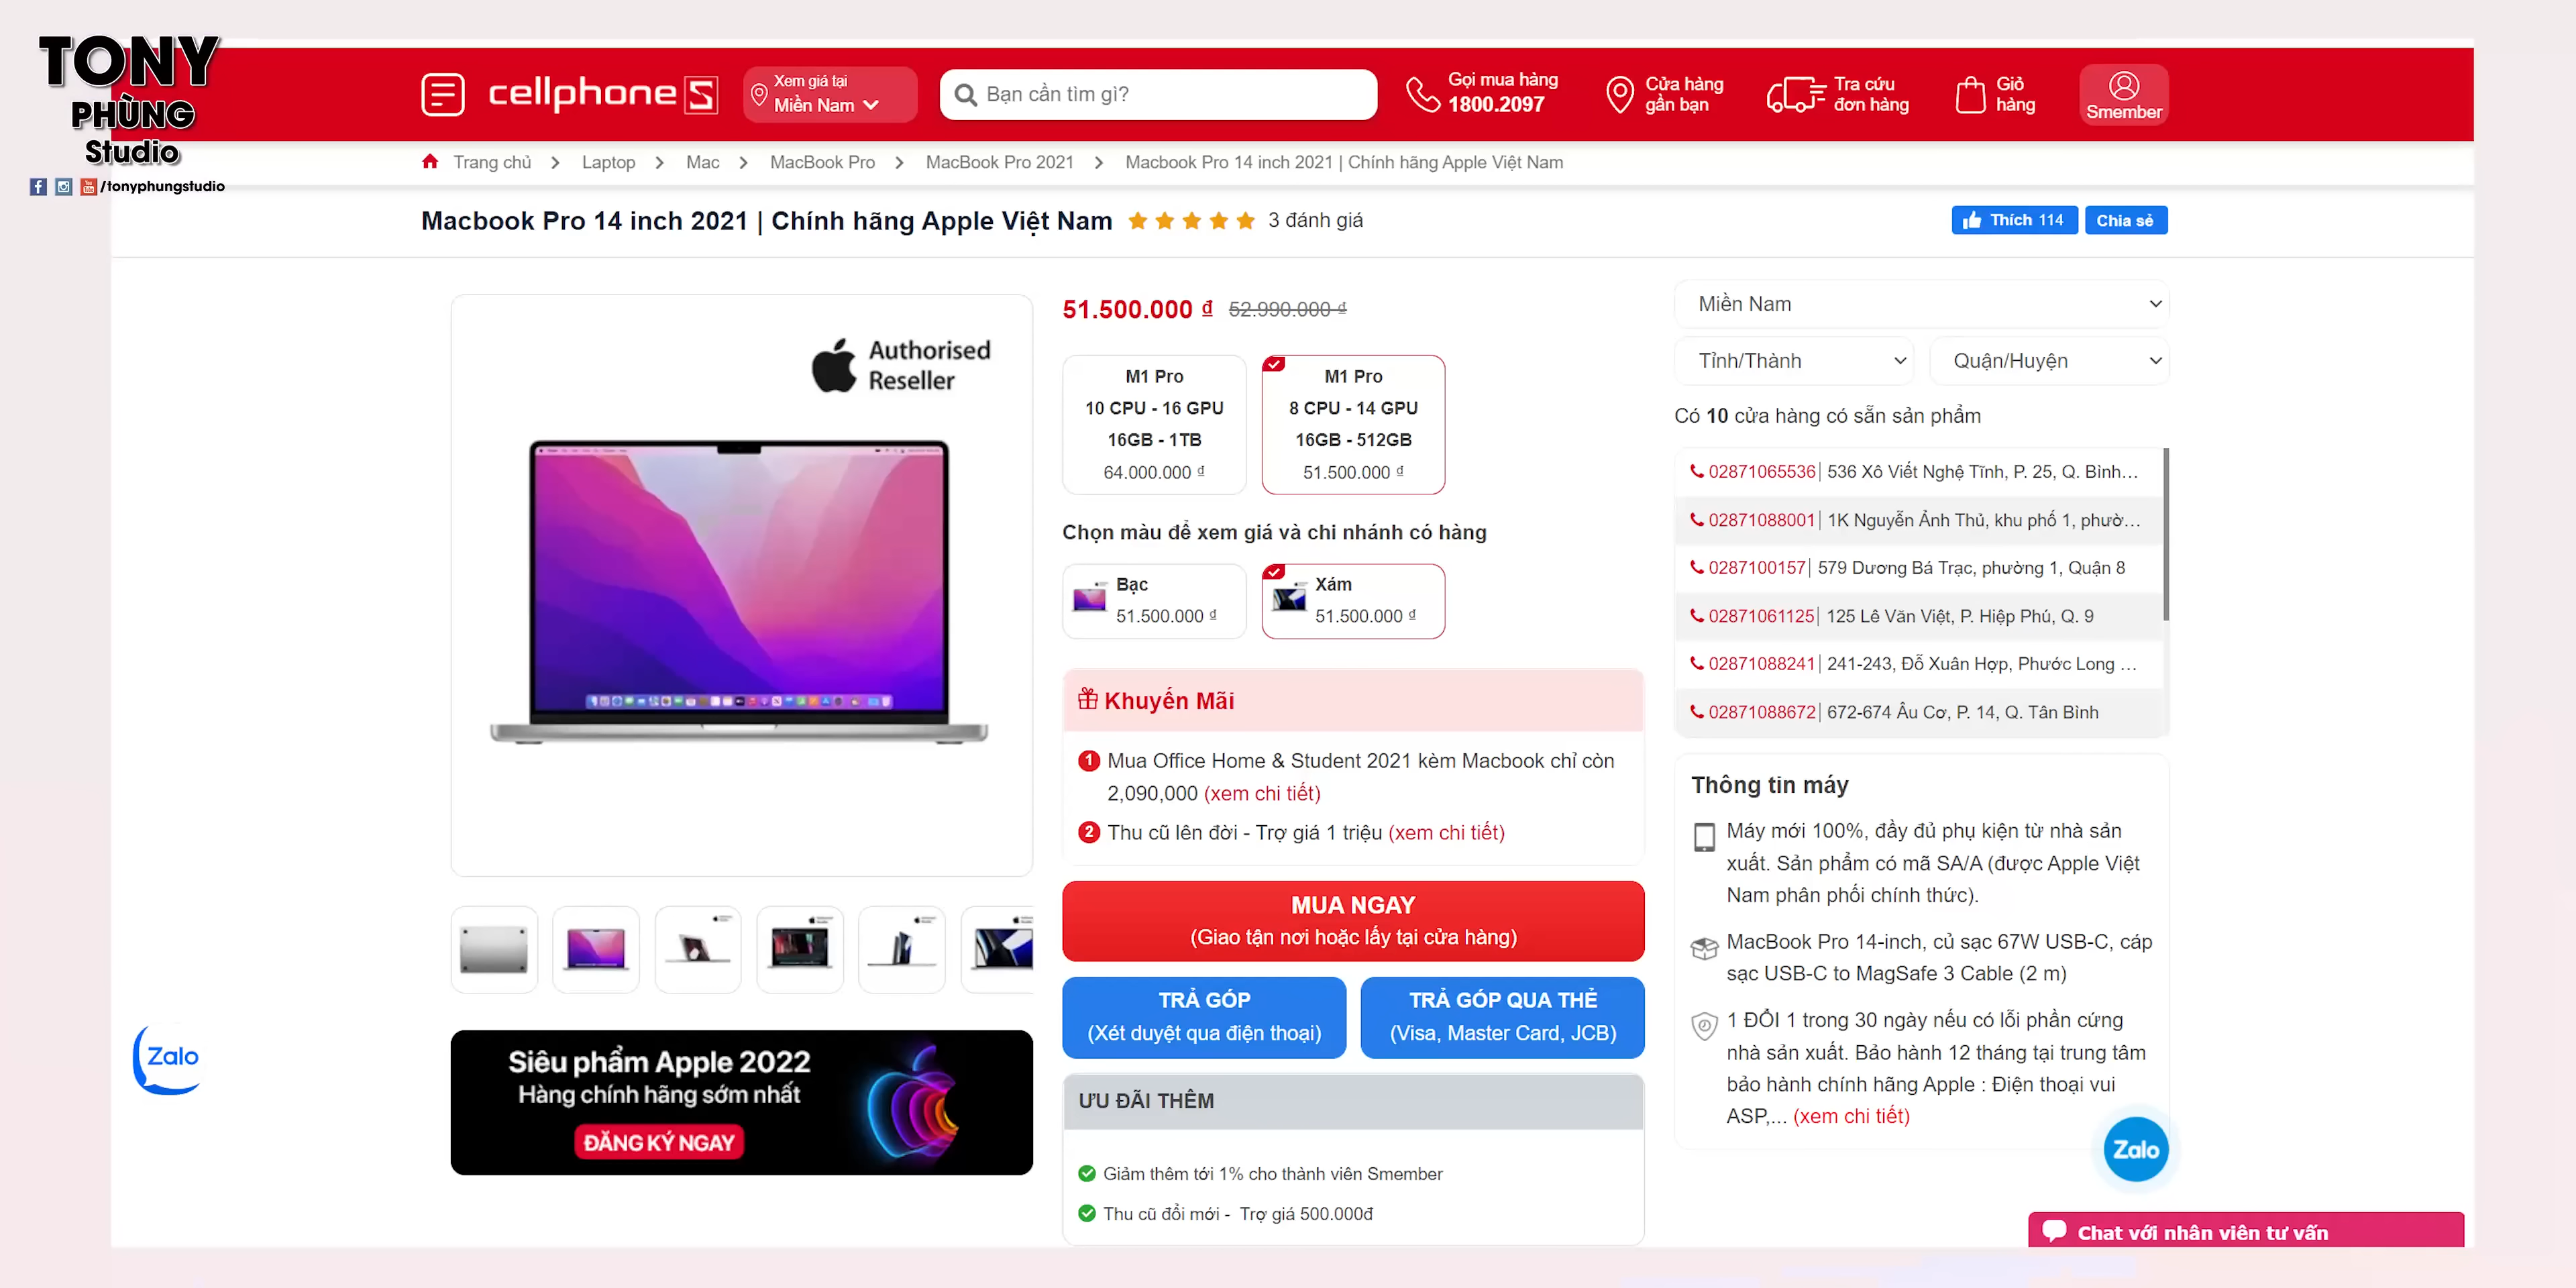 TONY
PHÙNG
Studio
/tonyphungstudio
cellphoneS
Xem giá tại
Miền Nam
Bạn cần tìm gì?
Gọi mua hàng
1800.2097
Cửa hàng
gần bạn
Tra cứu
đơn hàng
Giỏ
hàng
Smember
Trang chủ > Laptop > Mac > MacBook Pro > MacBook Pro 2021 > Macbook Pro 14 inch 2021 | Chính hãng Apple Việt Nam
Macbook Pro 14 inch 2021 | Chính hãng Apple Việt Nam
3 đánh giá
Thích 114
Chia sẻ
Authorised
Reseller
51.500.000 ₫ 52.990.000 ₫
M1 Pro
10 CPU - 16 GPU
16GB - 1TB
64.000.000 ₫
M1 Pro
8 CPU - 14 GPU
16GB - 512GB
51.500.000 ₫
Chọn màu để xem giá và chi nhánh có hàng
Bạc
51.500.000 ₫
Xám
51.500.000 ₫
Khuyến Mãi
1 Mua Office Home & Student 2021 kèm Macbook chỉ còn
2,090,000 (xem chi tiết)
2 Thu cũ lên đời - Trợ giá 1 triệu (xem chi tiết)
MUA NGAY
(Giao tận nơi hoặc lấy tại cửa hàng)
TRẢ GÓP
(Xét duyệt qua điện thoại)
TRẢ GÓP QUA THẺ
(Visa, Master Card, JCB)
ƯU ĐÃI THÊM
Giảm thêm tới 1% cho thành viên Smember
Thu cũ đổi mới - Trợ giá 500.000đ
Siêu phẩm Apple 2022
Hàng chính hãng sớm nhất
ĐĂNG KÝ NGAY
Zalo
Miền Nam
Tỉnh/Thành
Quận/Huyện
Có 10 cửa hàng có sẵn sản phẩm
02871065536| 536 Xô Viết Nghệ Tĩnh, P. 25, Q. Bình...
02871088001| 1K Nguyễn Ảnh Thủ, khu phố 1, phườ...
0287100157| 579 Dương Bá Trạc, phường 1, Quận 8
02871061125| 125 Lê Văn Việt, P. Hiệp Phú, Q. 9
02871088241| 241-243, Đỗ Xuân Hợp, Phước Long ...
02871088672| 672-674 Âu Cơ, P. 14, Q. Tân Bình
Thông tin máy
Máy mới 100%, đầy đủ phụ kiện từ nhà sản
xuất. Sản phẩm có mã SA/A (được Apple Việt
Nam phân phối chính thức).
MacBook Pro 14-inch, củ sạc 67W USB-C, cáp
sạc USB-C to MagSafe 3 Cable (2 m)
1 ĐỔI 1 trong 30 ngày nếu có lỗi phần cứng
nhà sản xuất. Bảo hành 12 tháng tại trung tâm
bảo hành chính hãng Apple : Điện thoại vui
ASP,... (xem chi tiết)
Zalo
Chat với nhân viên tư vấn